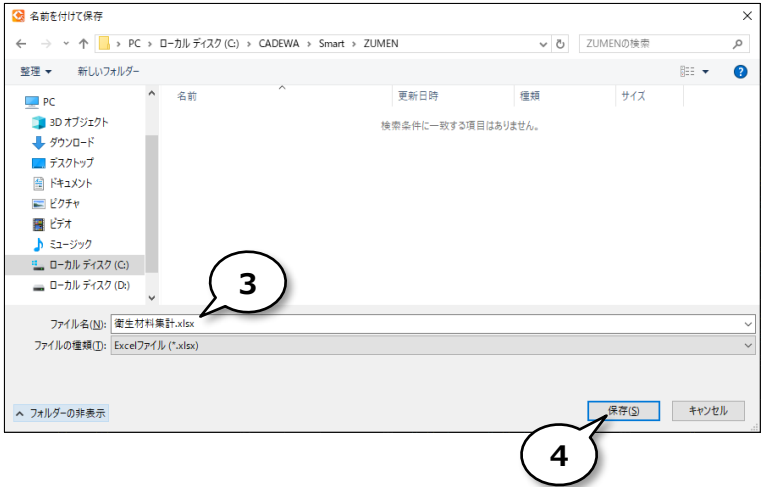 名前を付けて保存
PC › ローカル ディスク (C:) › CADEWA › Smart › ZUMEN
ZUMENの検索
整理 新しいフォルダー
名前 更新日時 種類 サイズ
検索条件に一致する項目はありません。
PC
3D オブジェクト
ダウンロード
デスクトップ
ドキュメント
ピクチャ
ビデオ
ミュージック
ローカル ディスク (C:)
ローカル ディスク (D:)
3
ファイル名(N): 衛生材料集計.xlsx
ファイルの種類(T): Excelファイル (*.xlsx)
フォルダーの非表示
保存(S) キャンセル
4